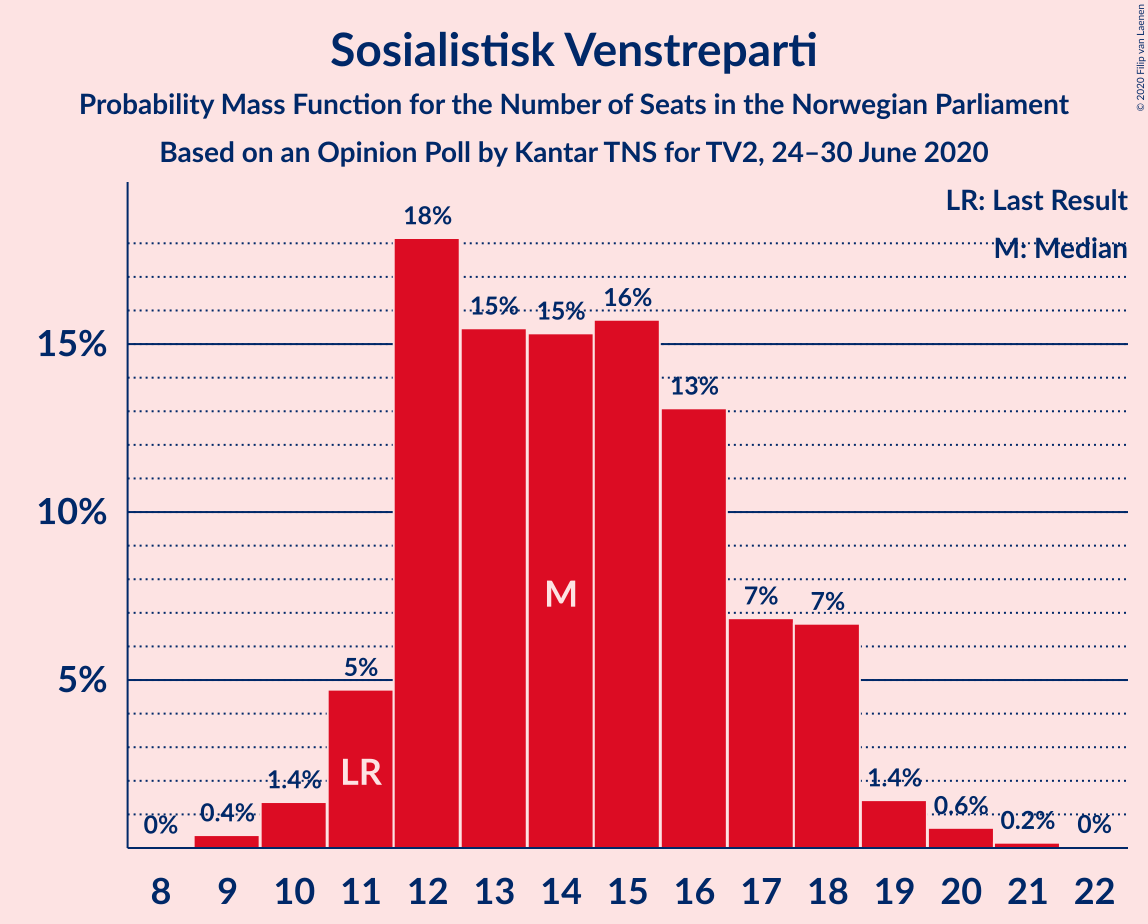 Sosialistisk Venstreparti
Probability Mass Function for the Number of Seats in the Norwegian Parliament
Based on an Opinion Poll by Kantar TNS for TV2, 24–30 June 2020
© 2020 Filip van Laenen
LR: Last Result
M: Median
15%
10%
5%
0%
0.4%
1.4%
5%
18%
15%
15%
16%
13%
7%
7%
1.4%
0.6%
0.2%
0%
LR
M
8 9 10 11 12 13 14 15 16 17 18 19 20 21 22